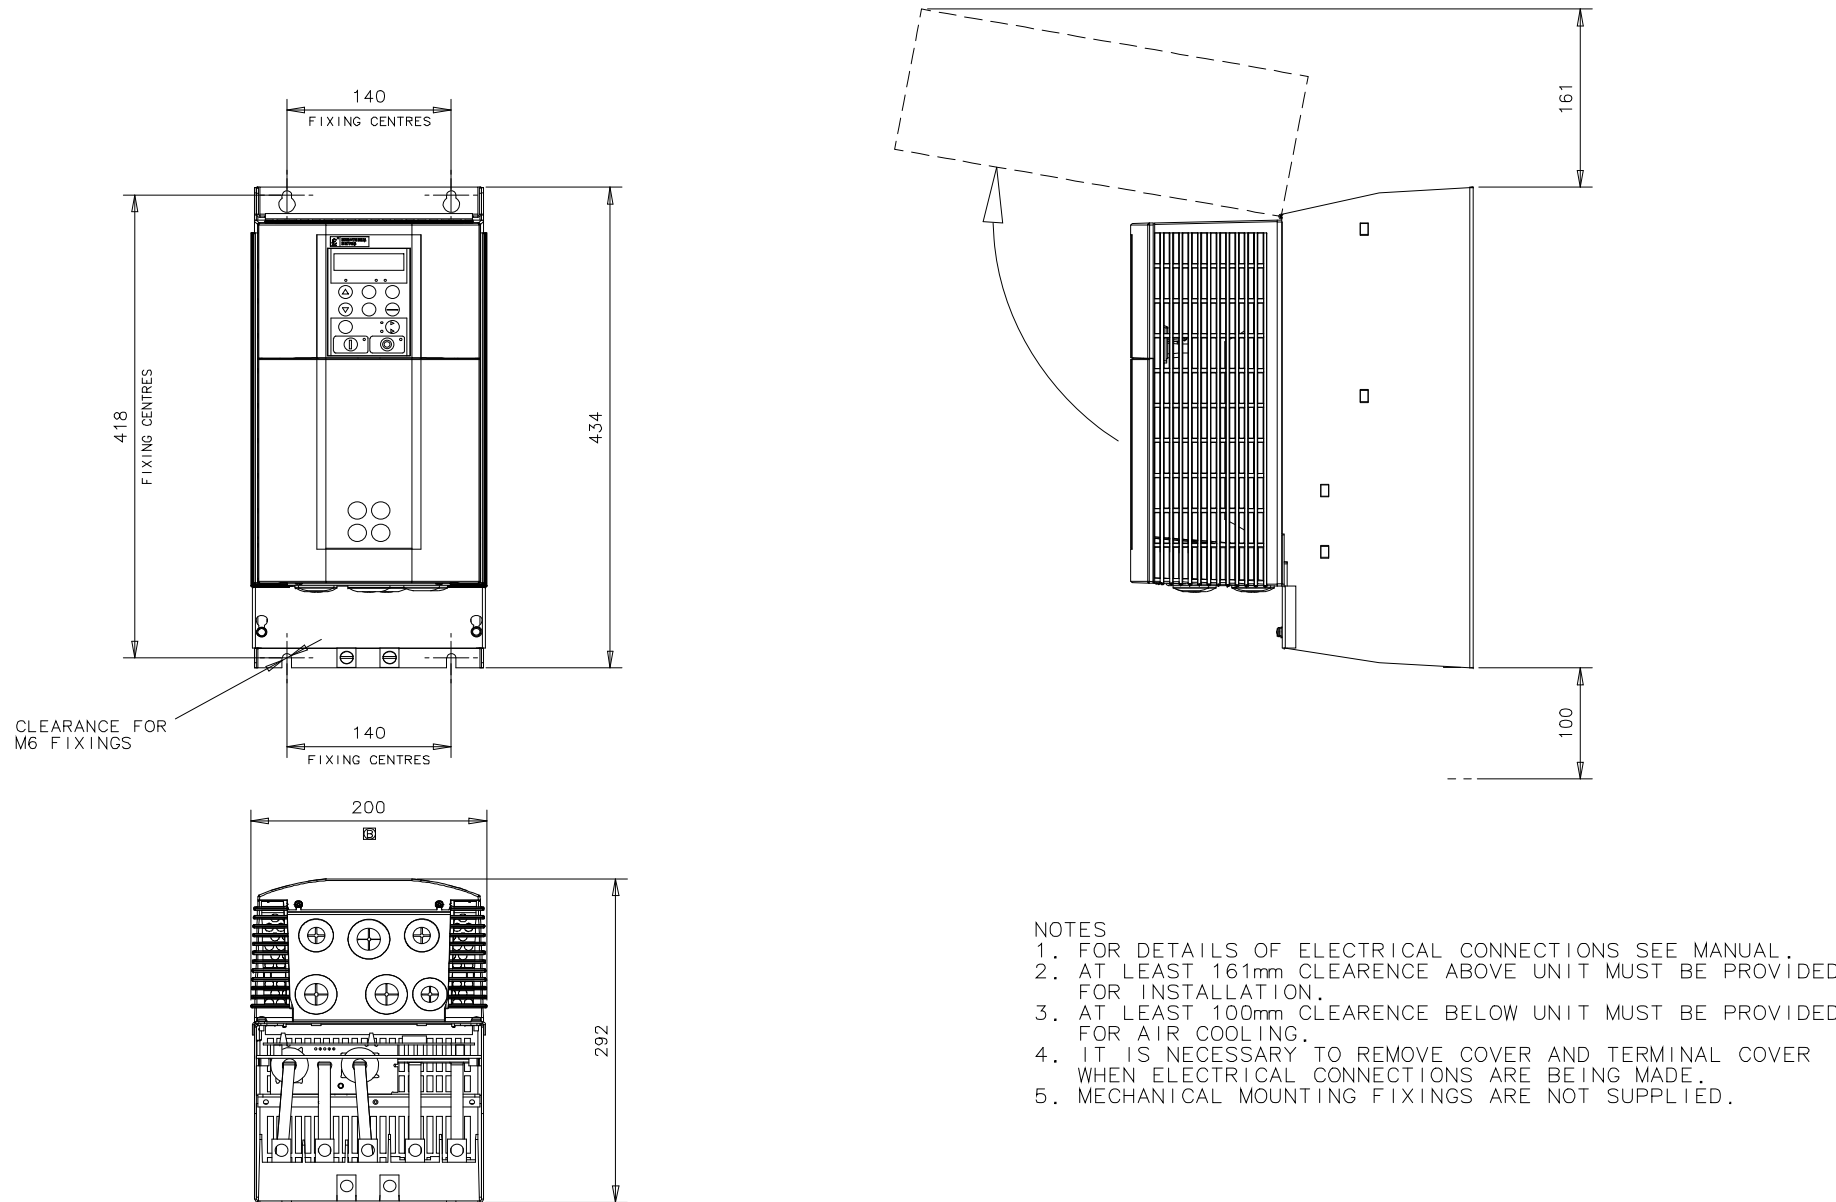 140
FIXING CENTRES
161
418
FIXING CENTRES
434
CLEARANCE FOR
M6 FIXINGS
140
FIXING CENTRES
100
200
292
NOTES
1. FOR DETAILS OF ELECTRICAL CONNECTIONS SEE MANUAL.
2. AT LEAST 161mm CLEARENCE ABOVE UNIT MUST BE PROVIDED
FOR INSTALLATION.
3. AT LEAST 100mm CLEARENCE BELOW UNIT MUST BE PROVIDED
FOR AIR COOLING.
4. IT IS NECESSARY TO REMOVE COVER AND TERMINAL COVER
WHEN ELECTRICAL CONNECTIONS ARE BEING MADE.
5. MECHANICAL MOUNTING FIXINGS ARE NOT SUPPLIED.